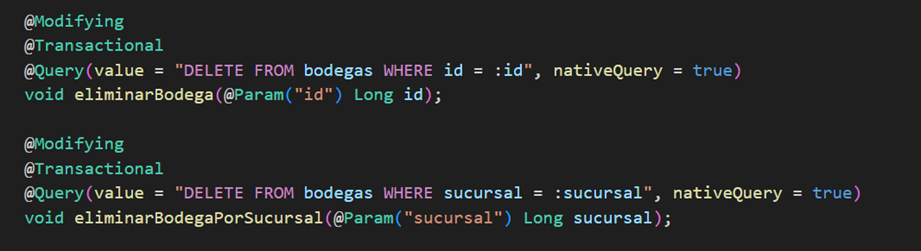 @Modifying
@Transactional
@Query(value = "DELETE FROM bodegas WHERE id = :id", nativeQuery = true)
void eliminarBodega(@Param("id") Long id);
@Modifying
@Transactional
@Query(value = "DELETE FROM bodegas WHERE sucursal = :sucursal", nativeQuery = true)
void eliminarBodegaPorSucursal(@Param("sucursal") Long sucursal);